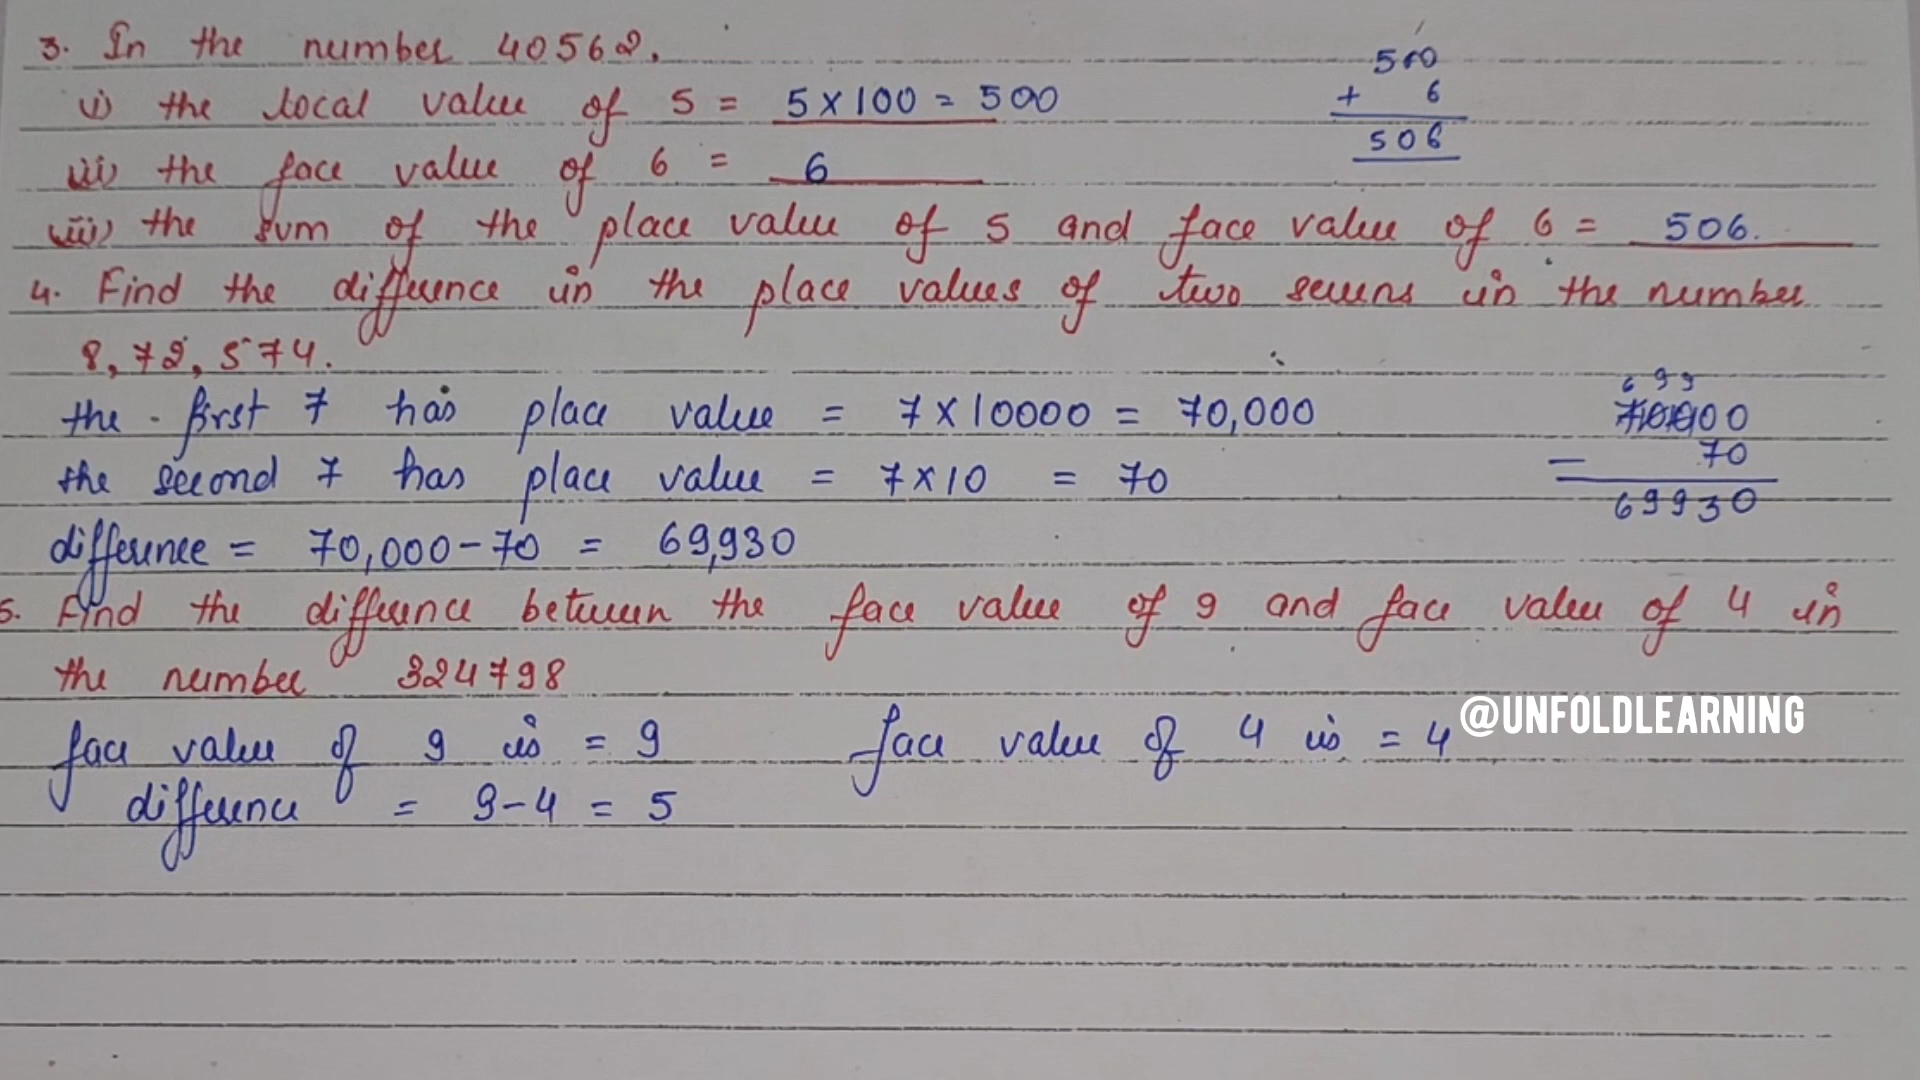 3. In the number 40562.
i) the local value of 5 = 5 × 100 = 500
ii) the face value of 6 = 6
iii) the sum of the place value of 5 and face value of 6 = 506.
500
+ 6
506
4. Find the difference in the place values of two sevens in the number
8,72,574.
the first 7 has place value = 7 × 10000 = 70,000
the second 7 has place value = 7 × 10 = 70
difference = 70,000 - 70 = 69,930
6 9 9
70000
- 70
69930
5. Find the difference between the face value of 9 and face value of 4 in
the number 324798
@UNFOLDLEARNING
face value of 9 is = 9 face value of 4 is = 4
difference = 9 - 4 = 5